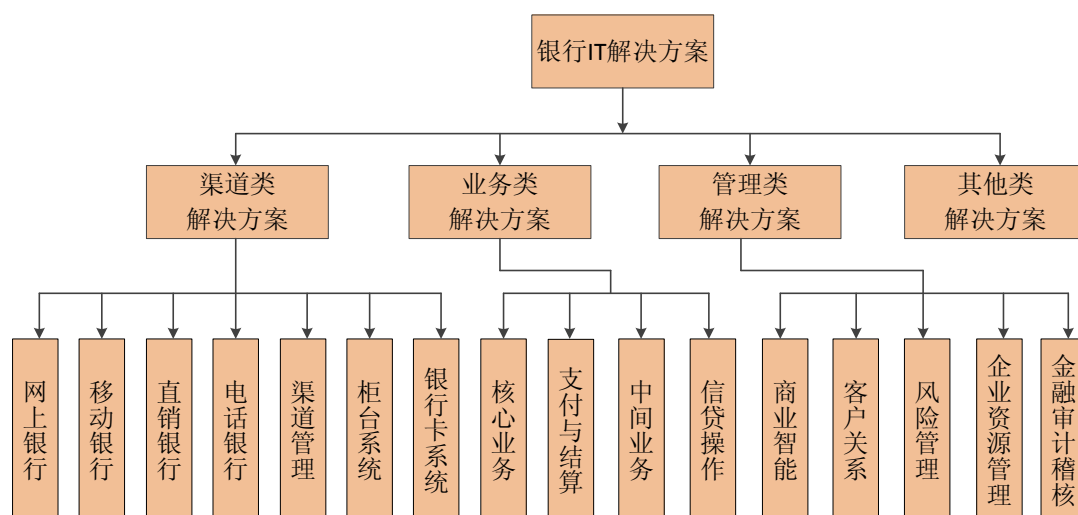 银行IT解决方案
渠道类
解决方案
业务类
解决方案
管理类
解决方案
其他类
解决方案
网上银行
移动银行
直销银行
电话银行
渠道管理
柜台系统
银行卡系统
核心业务
支付与结算
中间业务
信贷操作
商业智能
客户关系
风险管理
企业资源管理
金融审计稽核